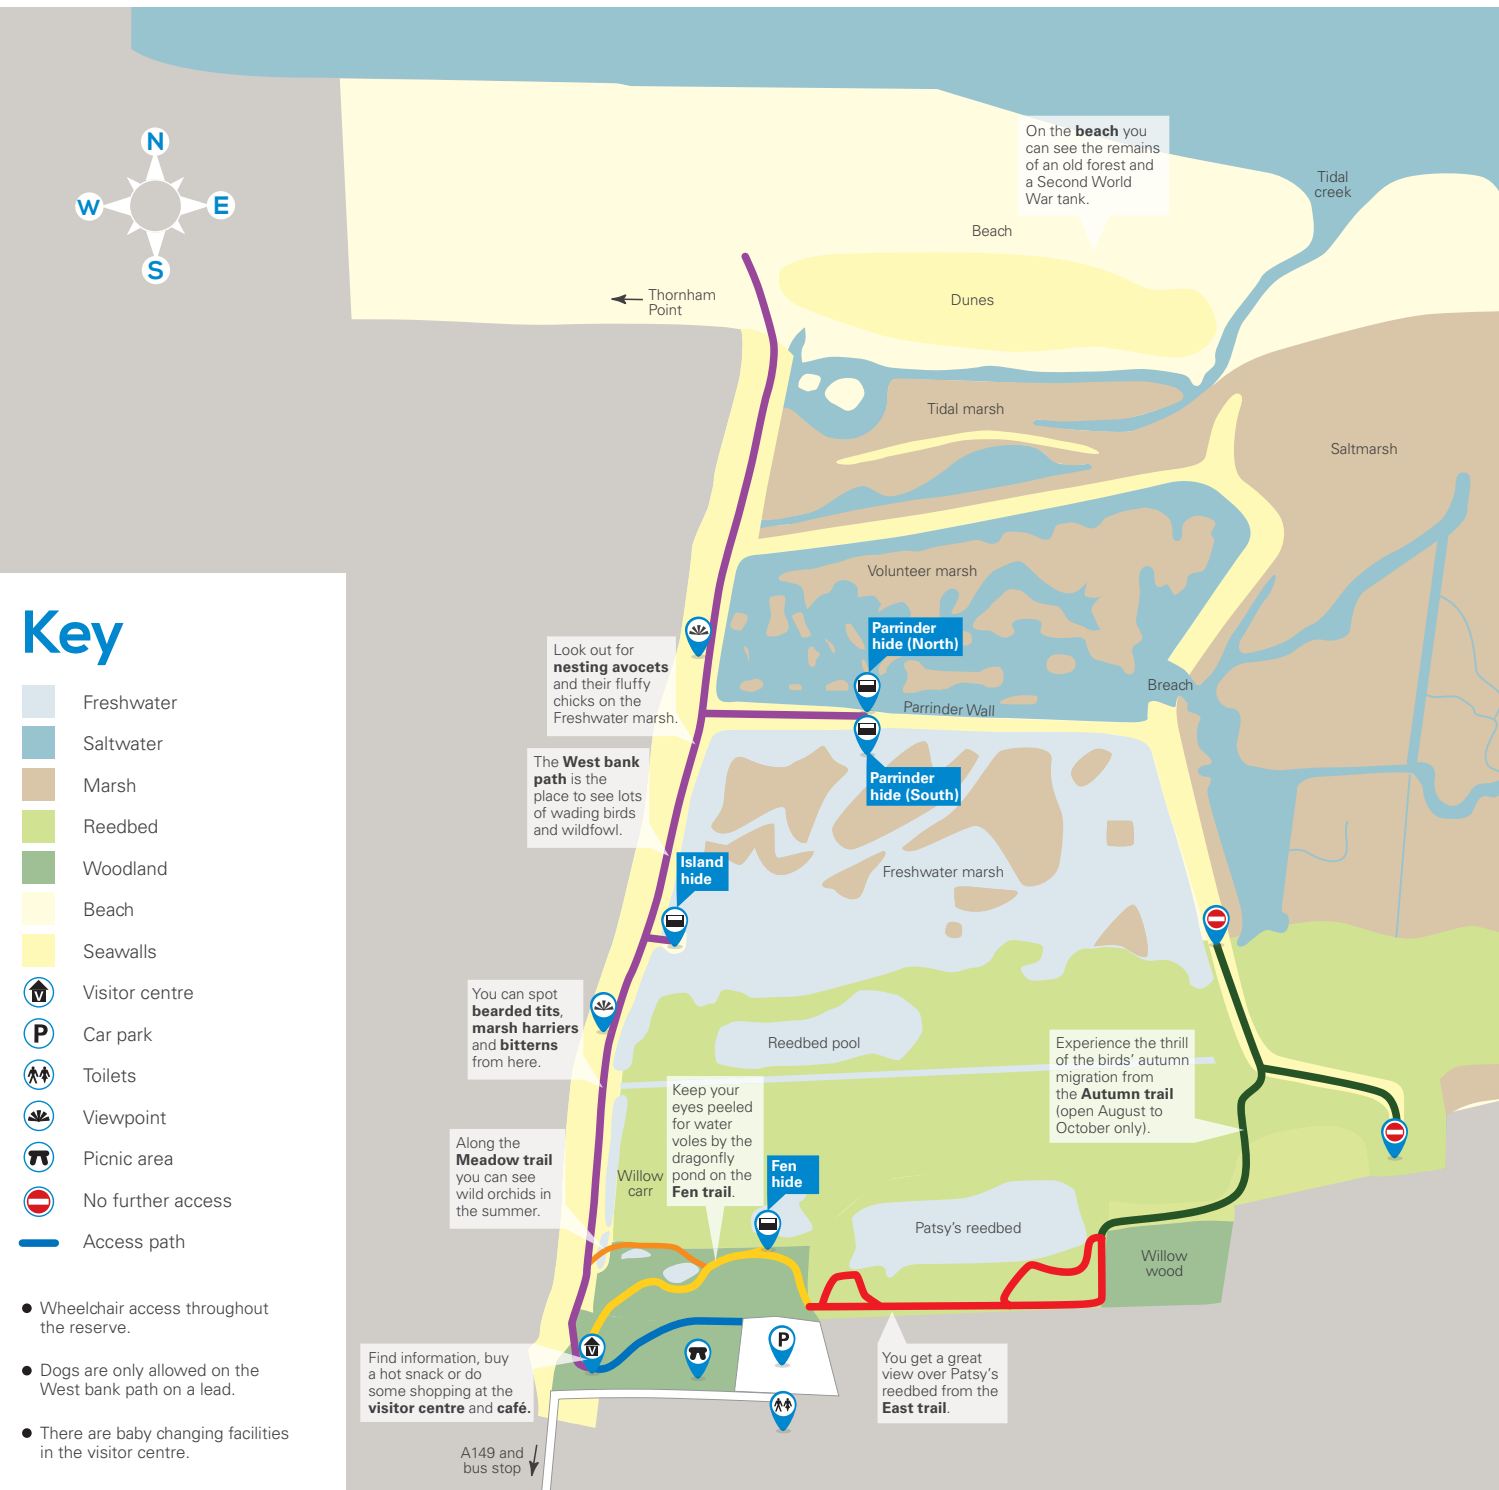 On the beach you
can see the remains
of an old forest and
a Second World
War tank.
Tidal
creek
N
W
E
S
Beach
Thornham
Point
Dunes
Tidal marsh
Saltmarsh
Volunteer marsh
Parrinder
hide (North)
Look out for
nesting avocets
and their fluffy
chicks on the
Freshwater marsh.
Breach
Parrinder Wall
The West bank
path is the
place to see lots
of wading birds
and wildfowl.
Parrinder
hide (South)
Island
hide
Freshwater marsh
You can spot
bearded tits,
marsh harriers
and bitterns
from here.
Reedbed pool
Experience the thrill
of the birds' autumn
migration from
the Autumn trail
(open August to
October only).
Keep your
eyes peeled
for water
voles by the
dragonfly
pond on the
Fen trail.
Along the
Meadow trail
you can see
wild orchids in
the summer.
Willow
carr
Fen
hide
Patsy's reedbed
Willow
wood
V
P
Find information, buy
a hot snack or do
some shopping at the
visitor centre and café.
You get a great
view over Patsy's
reedbed from the
East trail.
A149 and
bus stop
Key
Freshwater
Saltwater
Marsh
Reedbed
Woodland
Beach
Seawalls
V
Visitor centre
P
Car park
Toilets
Viewpoint
Picnic area
No further access
Access path
● Wheelchair access throughout
the reserve.
● Dogs are only allowed on the
West bank path on a lead.
● There are baby changing facilities
in the visitor centre.